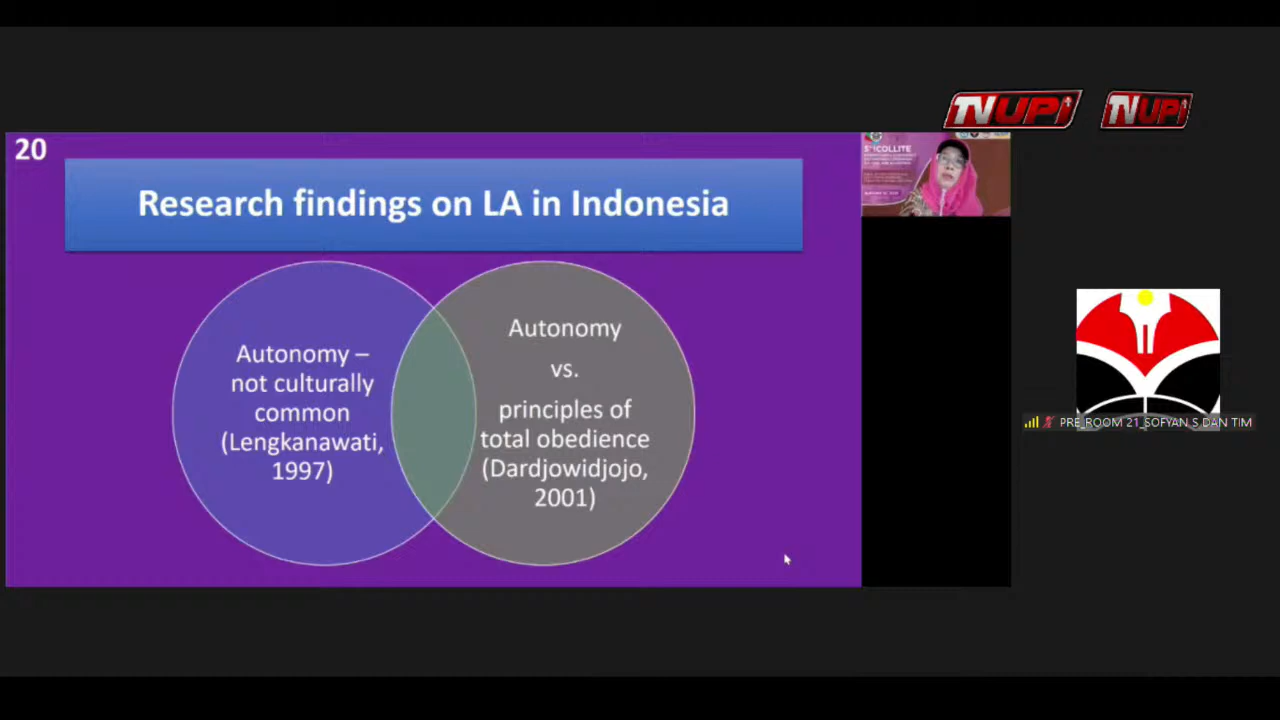 20
Research findings on LA in Indonesia
Autonomy –
not culturally
common
(Lengkanawati,
1997)
Autonomy
vs.
principles of
total obedience
(Dardjowidjojo,
2001)
TVUPI
TVUPI
ICOLLITE
PRE_ROOM 21_SOFYAN S DAN TIM